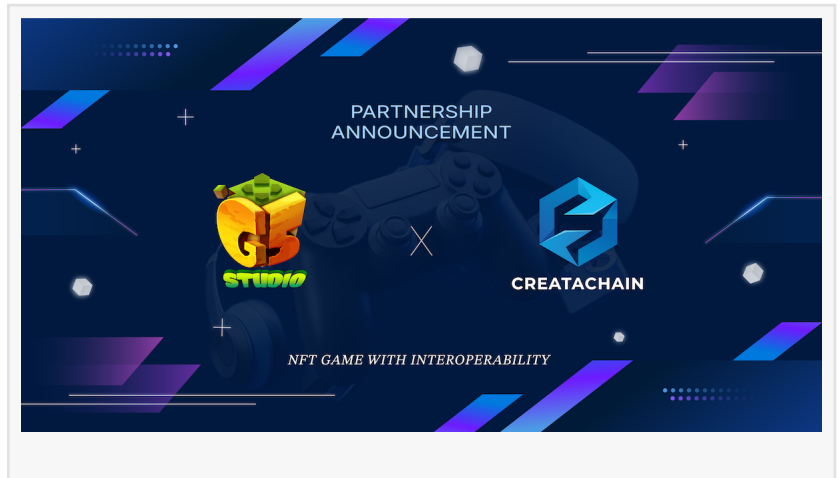 PARTNERSHIP
ANNOUNCEMENT
G5
STUDIO
X
CREATACHAIN
NFT GAME WITH INTEROPERABILITY